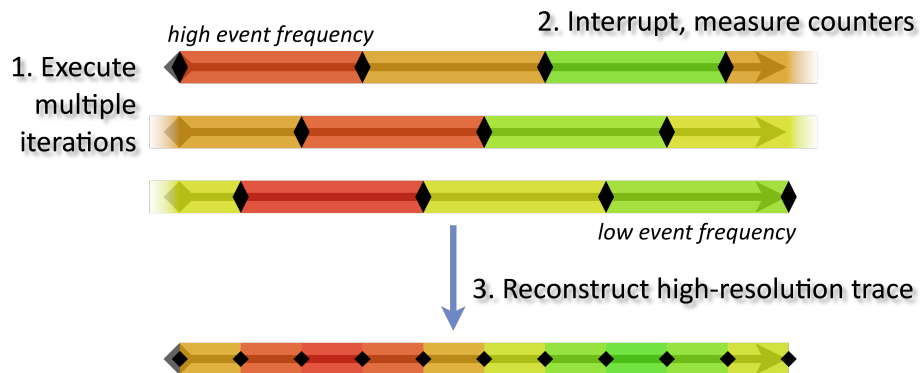 high event frequency
2. Interrupt, measure counters
1. Execute
multiple
iterations
low event frequency
3. Reconstruct high-resolution trace